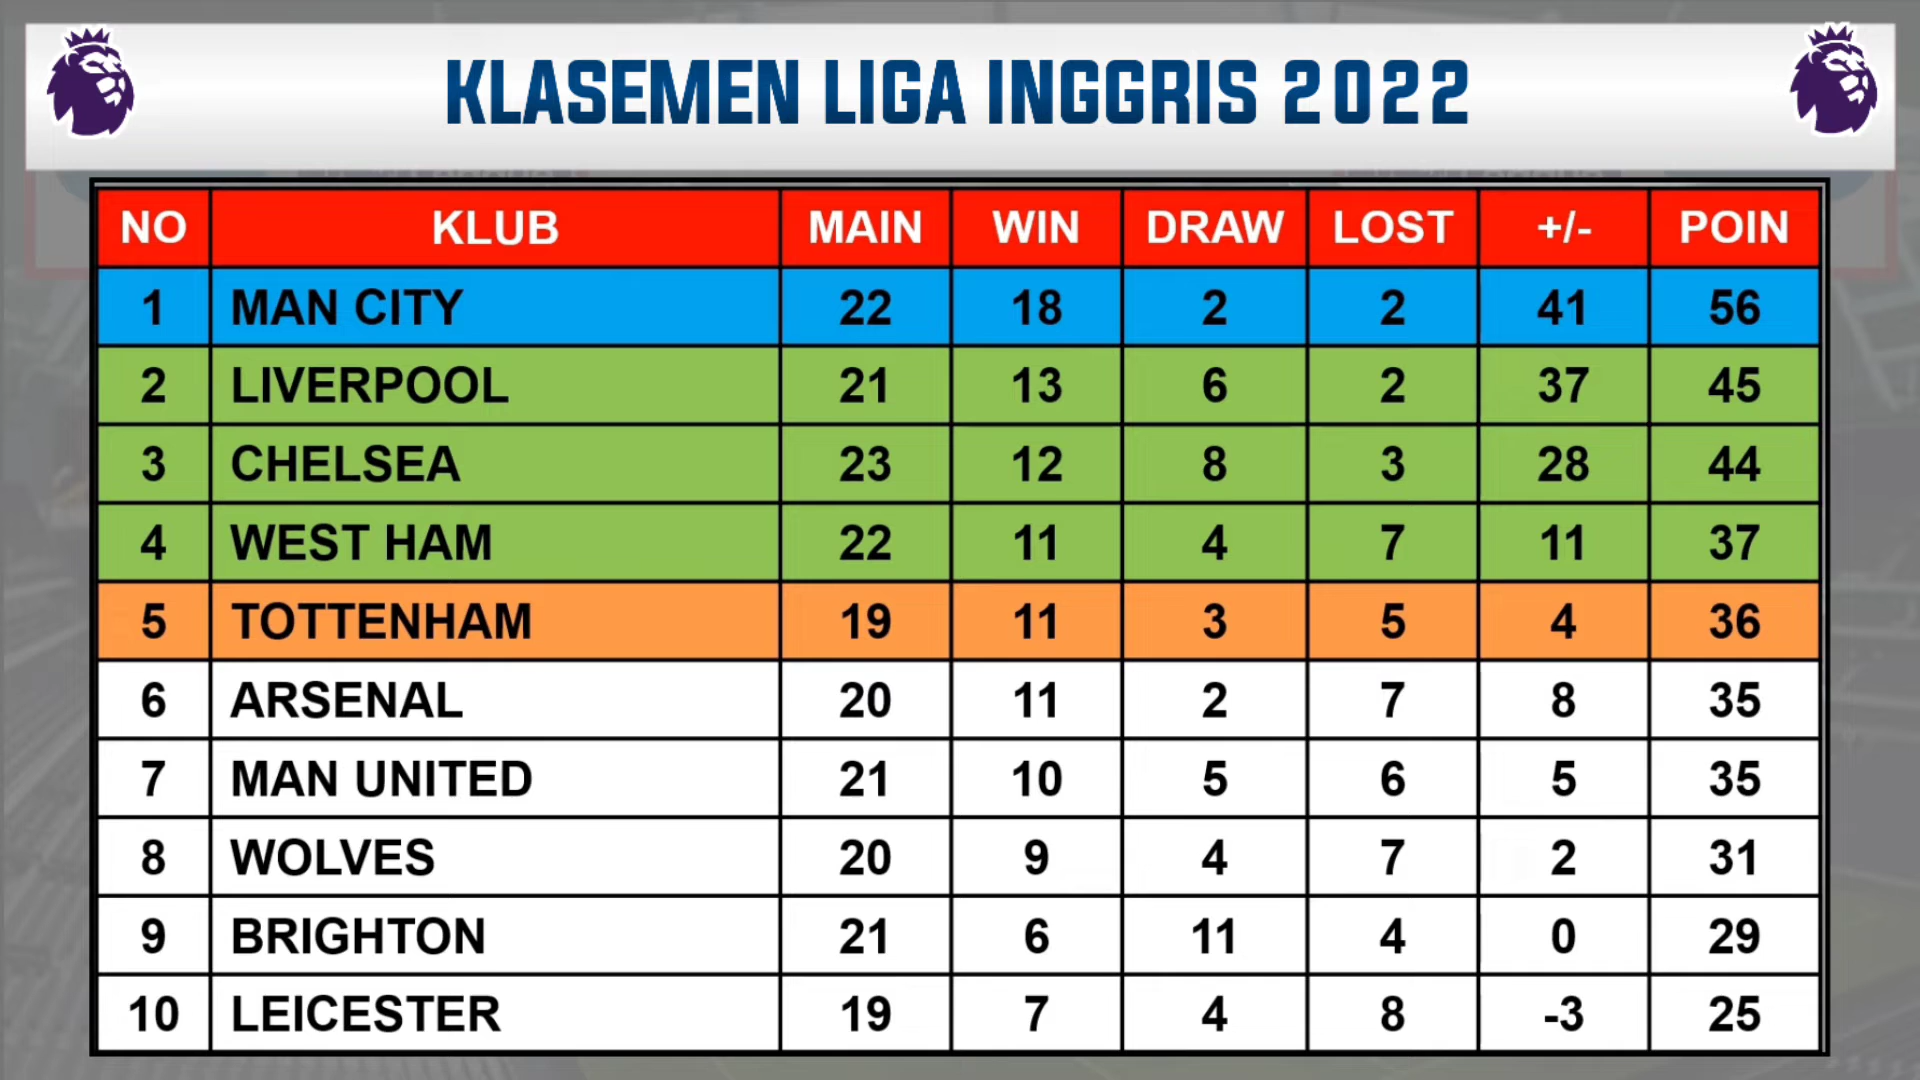 KLASEMEN LIGA INGGRIS 2022
NO KLUB MAIN WIN DRAW LOST +/- POIN
1 MAN CITY 22 18 2 2 41 56
2 LIVERPOOL 21 13 6 2 37 45
3 CHELSEA 23 12 8 3 28 44
4 WEST HAM 22 11 4 7 11 37
5 TOTTENHAM 19 11 3 5 4 36
6 ARSENAL 20 11 2 7 8 35
7 MAN UNITED 21 10 5 6 5 35
8 WOLVES 20 9 4 7 2 31
9 BRIGHTON 21 6 11 4 0 29
10 LEICESTER 19 7 4 8 -3 25